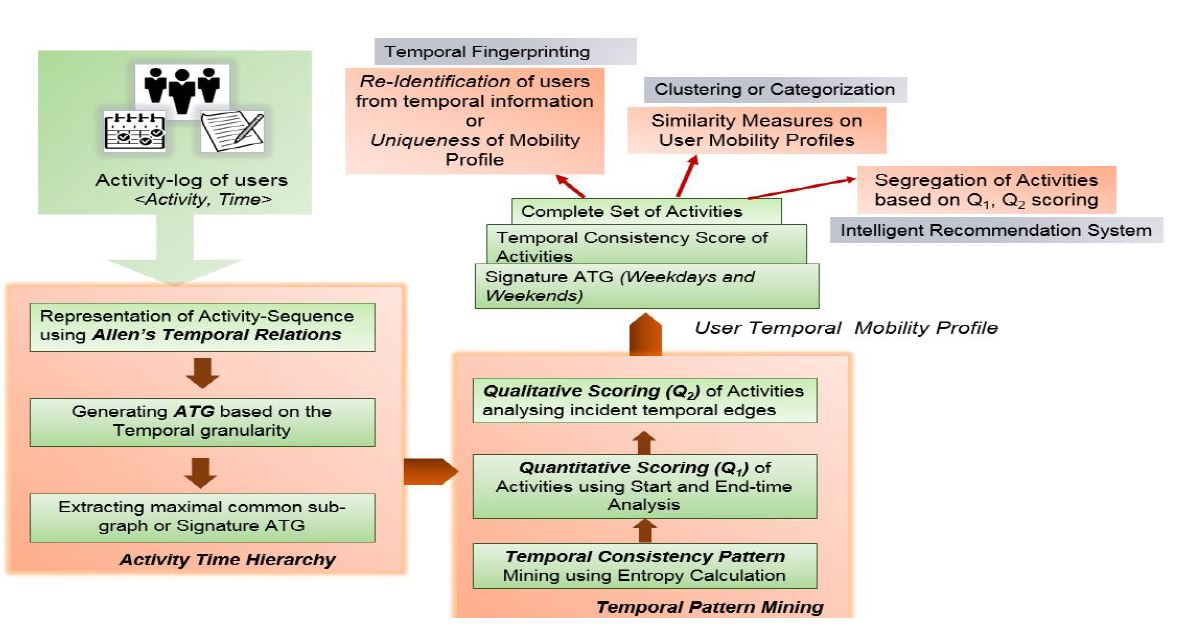 Activity-log of users
<Activity, Time>
Representation of Activity-Sequence
using Allen's Temporal Relations
Generating ATG based on the
Temporal granularity
Extracting maximal common sub-
graph or Signature ATG
Activity Time Hierarchy
Temporal Fingerprinting
Re-Identification of users
from temporal information
or
Uniqueness of Mobility
Profile
Clustering or Categorization
Similarity Measures on
User Mobility Profiles
Segregation of Activities
based on Q1, Q2 scoring
Intelligent Recommendation System
Complete Set of Activities
Temporal Consistency Score of
Activities
Signature ATG (Weekdays and
Weekends)
User Temporal Mobility Profile
Qualitative Scoring (Q2) of Activities
analysing incident temporal edges
Quantitative Scoring (Q1) of
Activities using Start and End-time
Analysis
Temporal Consistency Pattern
Mining using Entropy Calculation
Temporal Pattern Mining